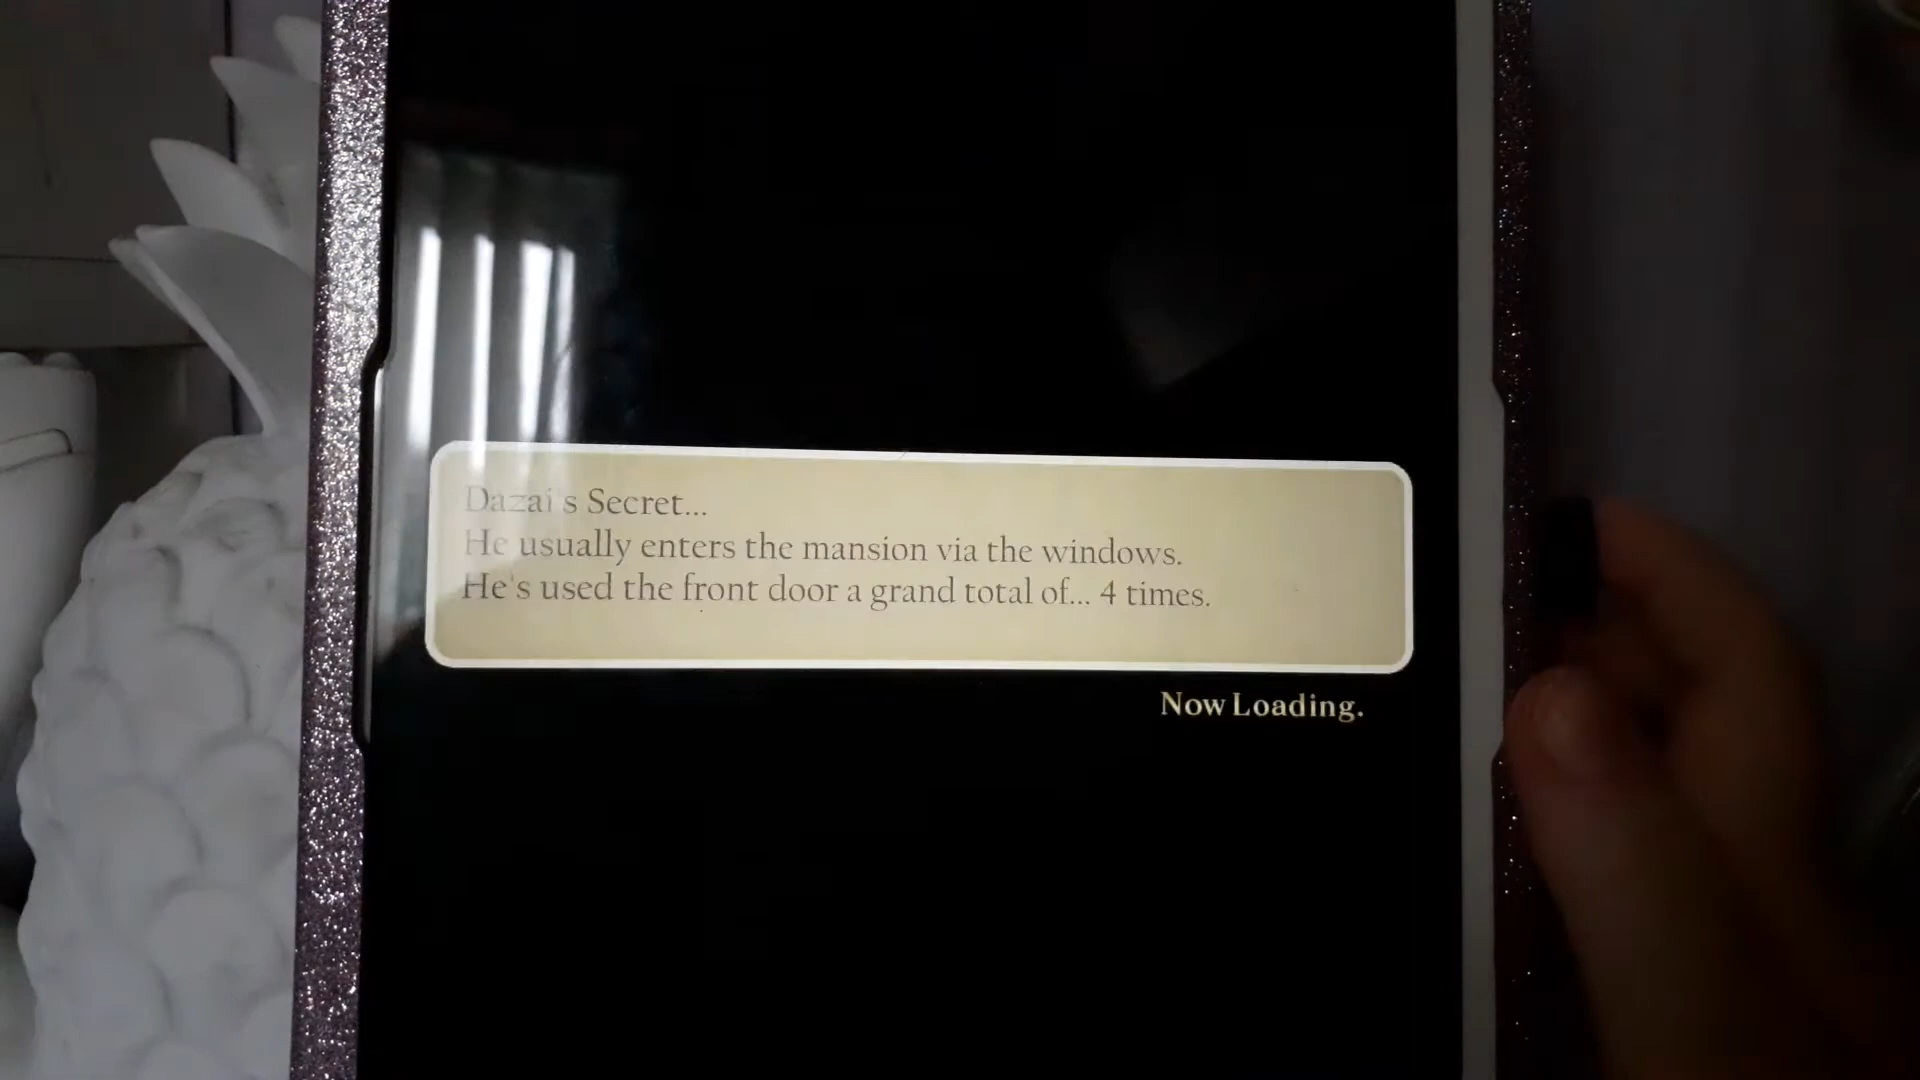 Dazai's Secret...
He usually enters the mansion via the windows.
He's used the front door a grand total of... 4 times.
Now Loading.